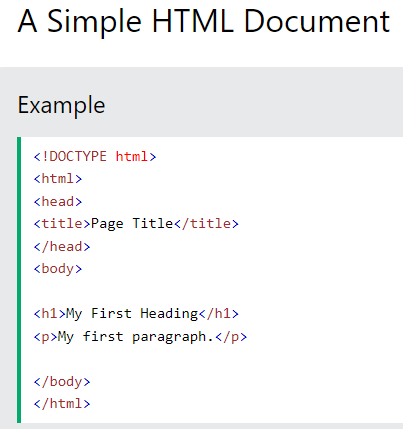 A Simple HTML Document
Example
<!DOCTYPE html>
<html>
<head>
<title>Page Title</title>
</head>
<body>
<h1>My First Heading</h1>
<p>My first paragraph.</p>
</body>
</html>